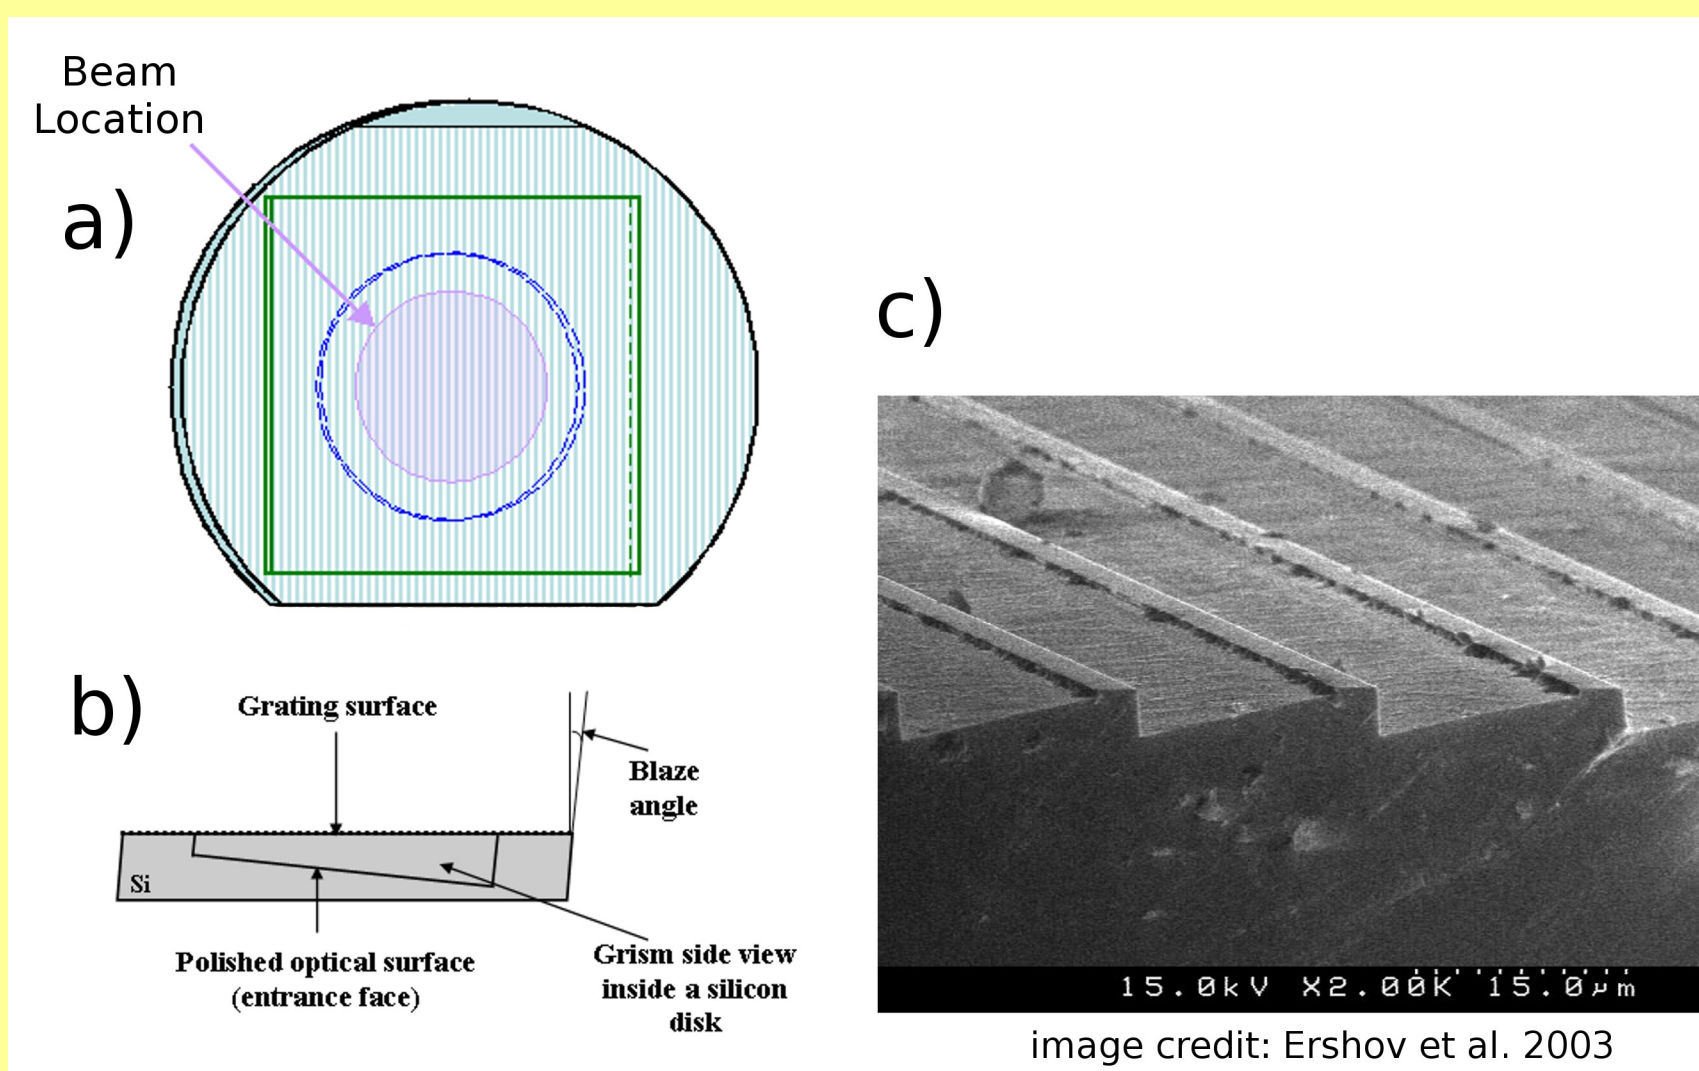 Beam
Location
a)
b)
Grating surface
Blaze
angle
Si
Polished optical surface
(entrance face)
Grism side view
inside a silicon
disk
c)
15.0kV X2.00K 15.0µm
image credit: Ershov et al. 2003